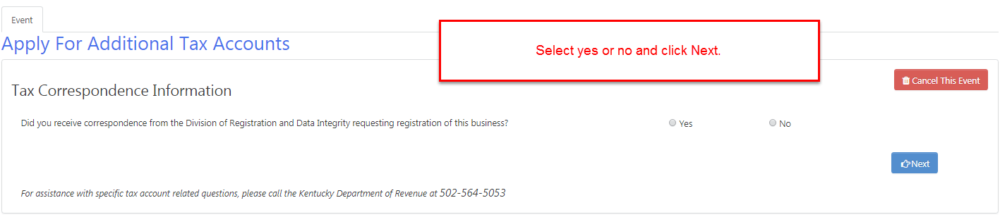 Event
Apply For Additional Tax Accounts
Select yes or no and click Next.
Cancel This Event
Tax Correspondence Information
Did you receive correspondence from the Division of Registration and Data Integrity requesting registration of this business? Yes No
Next
For assistance with specific tax account related questions, please call the Kentucky Department of Revenue at 502-564-5053